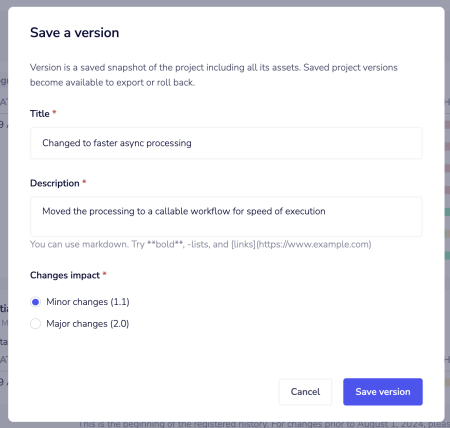 Save a version
Version is a saved snapshot of the project including all its assets. Saved project versions
become available to export or roll back.
Title *
Changed to faster async processing
Description *
Moved the processing to a callable workflow for speed of execution
You can use markdown. Try **bold**, -lists, and [links](https://www.example.com)
Changes impact *
Minor changes (1.1)
Major changes (2.0)
Cancel
Save version
This is the beginning of the registered history. For changes prior to August 1, 2024, pleas